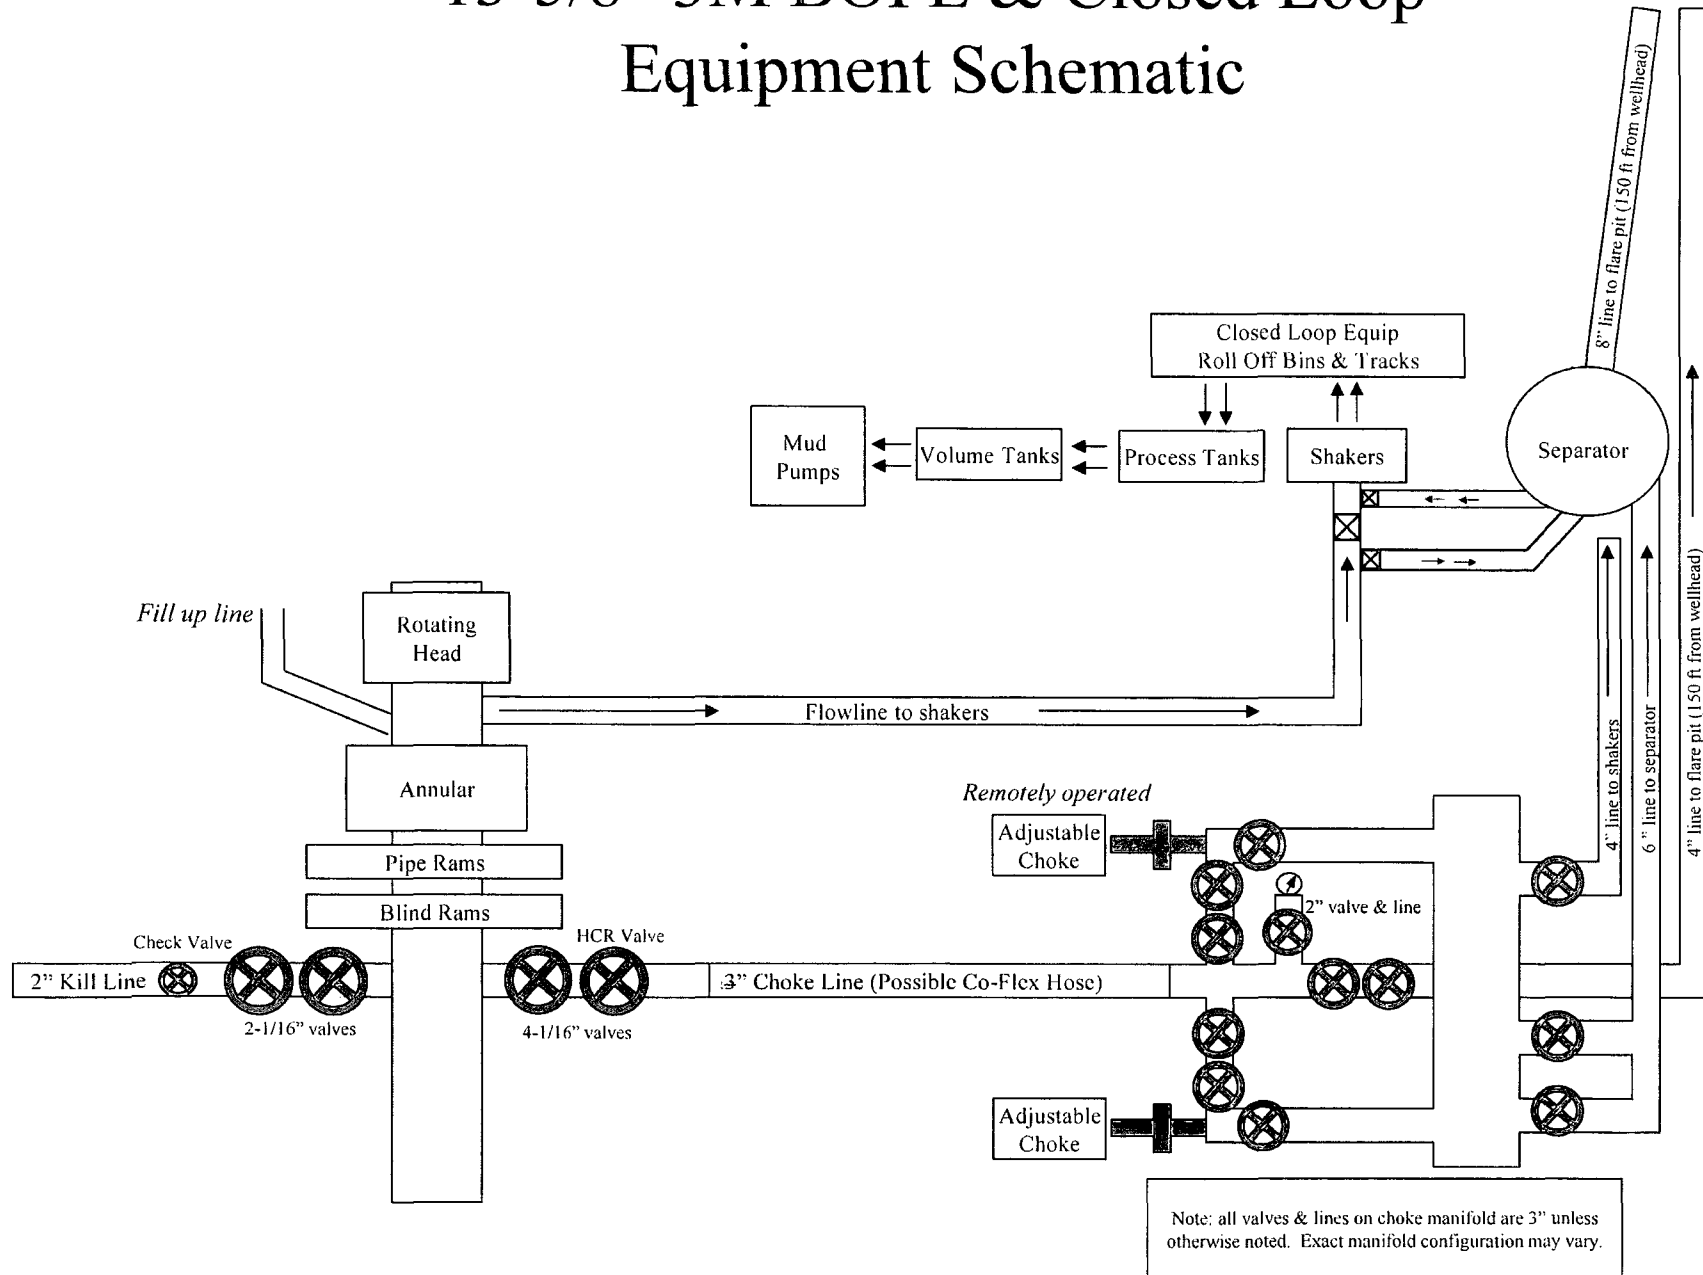 Equipment Schematic
8" line to flare pit (150 ft from wellhead)
Closed Loop Equip
Roll Off Bins & Tracks
Mud
Pumps
Volume Tanks
Process Tanks
Shakers
Separator
Fill up line
Rotating
Head
Flowline to shakers
4" line to shakers
6" line to separator
4" line to flare pit (150 ft from wellhead)
Annular
Remotely operated
Adjustable
Choke
Pipe Rams
Blind Rams
2" valve & line
Check Valve
HCR Valve
2" Kill Line
3" Choke Line (Possible Co-Flex Hose)
2-1/16" valves
4-1/16" valves
Adjustable
Choke
Note: all valves & lines on choke manifold are 3" unless
otherwise noted. Exact manifold configuration may vary.